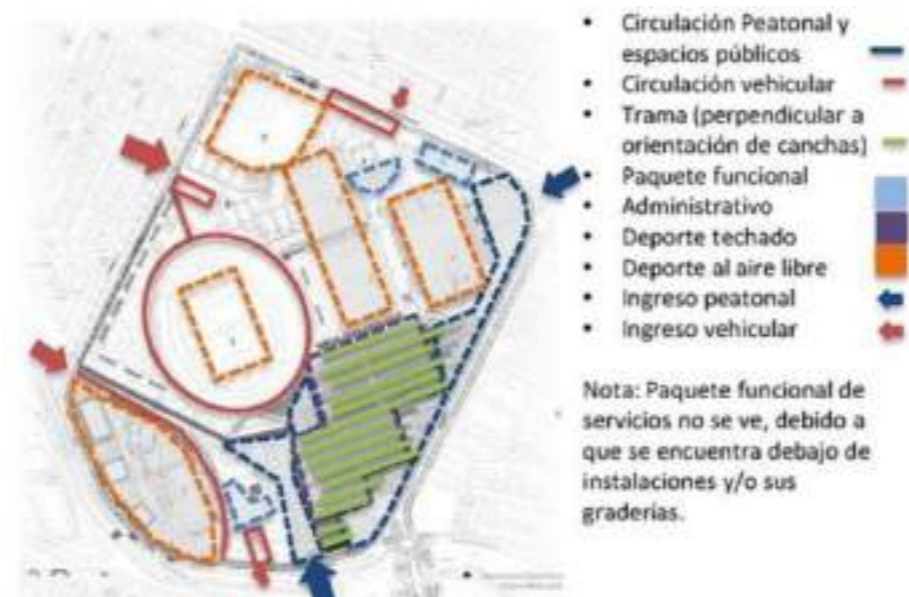 • Circulación Peatonal y
espacios públicos
• Circulación vehicular
• Trama (perpendicular a
orientación de canchas)
• Paquete funcional
• Administrativo
• Deporte techado
• Deporte al aire libre
• Ingreso peatonal
• Ingreso vehicular
Nota: Paquete funcional de
servicios no se ve, debido a
que se encuentra debajo de
instalaciones y/o sus
graderías.